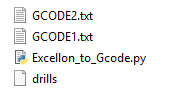 GCODE2.txt
GCODE1.txt
Excellon_to_Gcode.py
drills